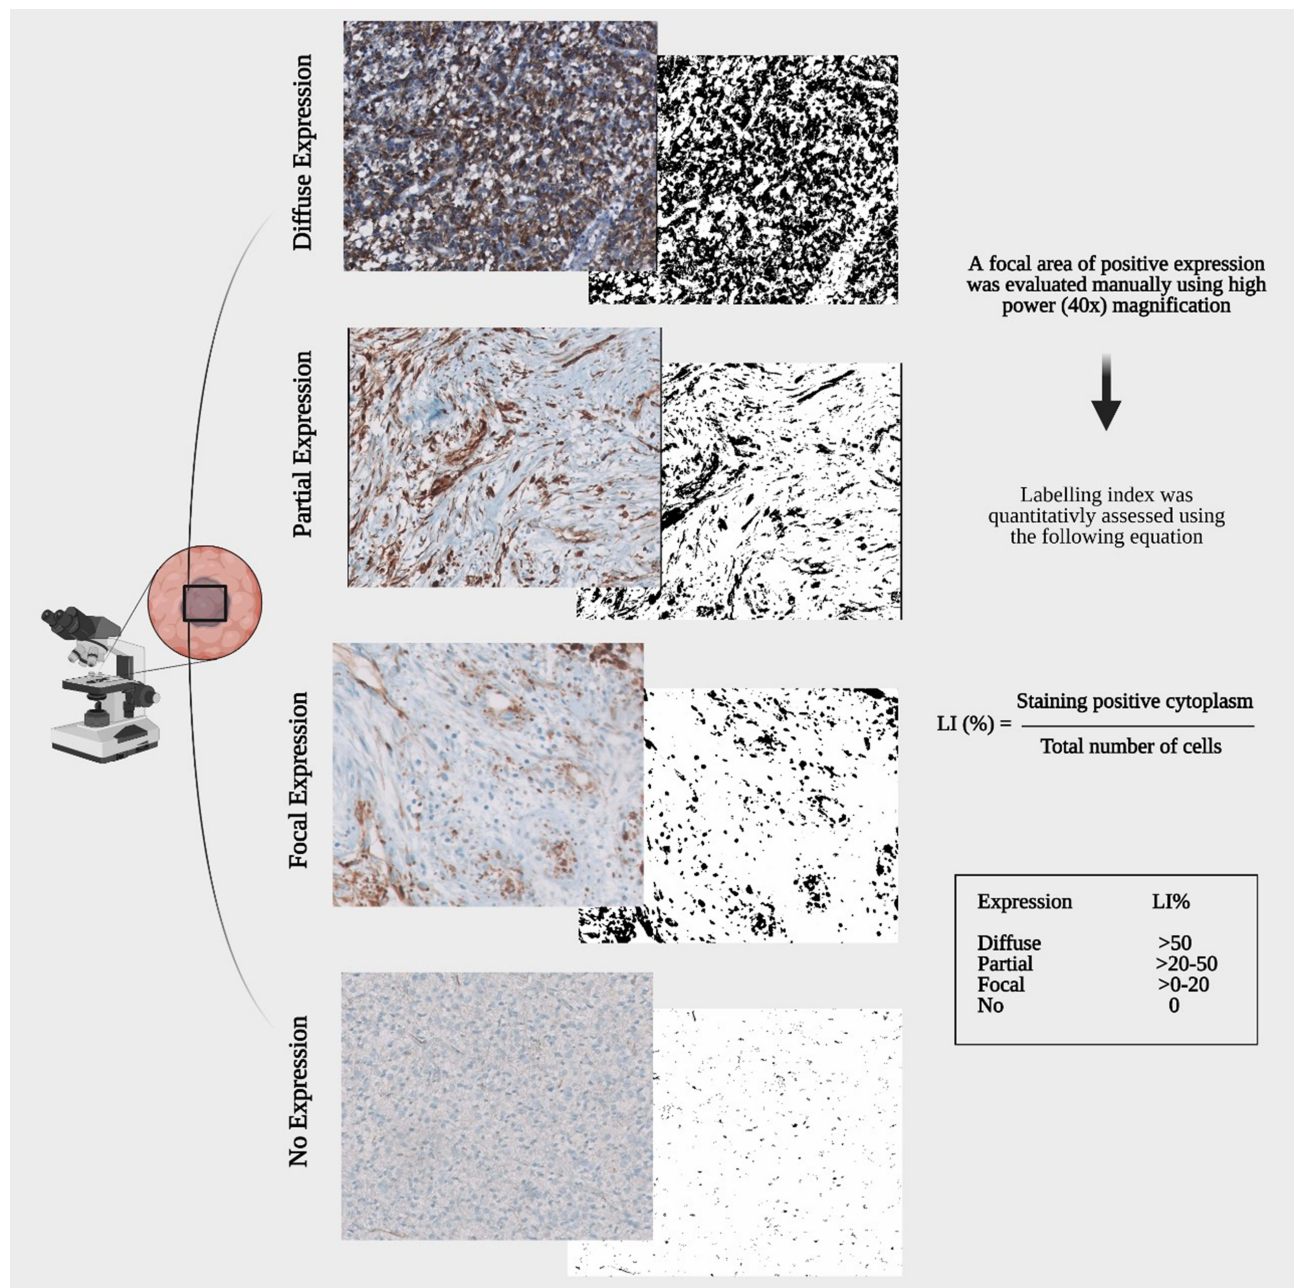 Diffuse Expression
Partial Expression
Focal Expression
No Expression
A focal area of positive expression
was evaluated manually using high
power (40x) magnification
Labelling index was
quantitativly assessed using
the following equation
LI (%) = Staining positive cytoplasm
Total number of cells
Expression LI%
Diffuse >50
Partial >20-50
Focal >0-20
No 0